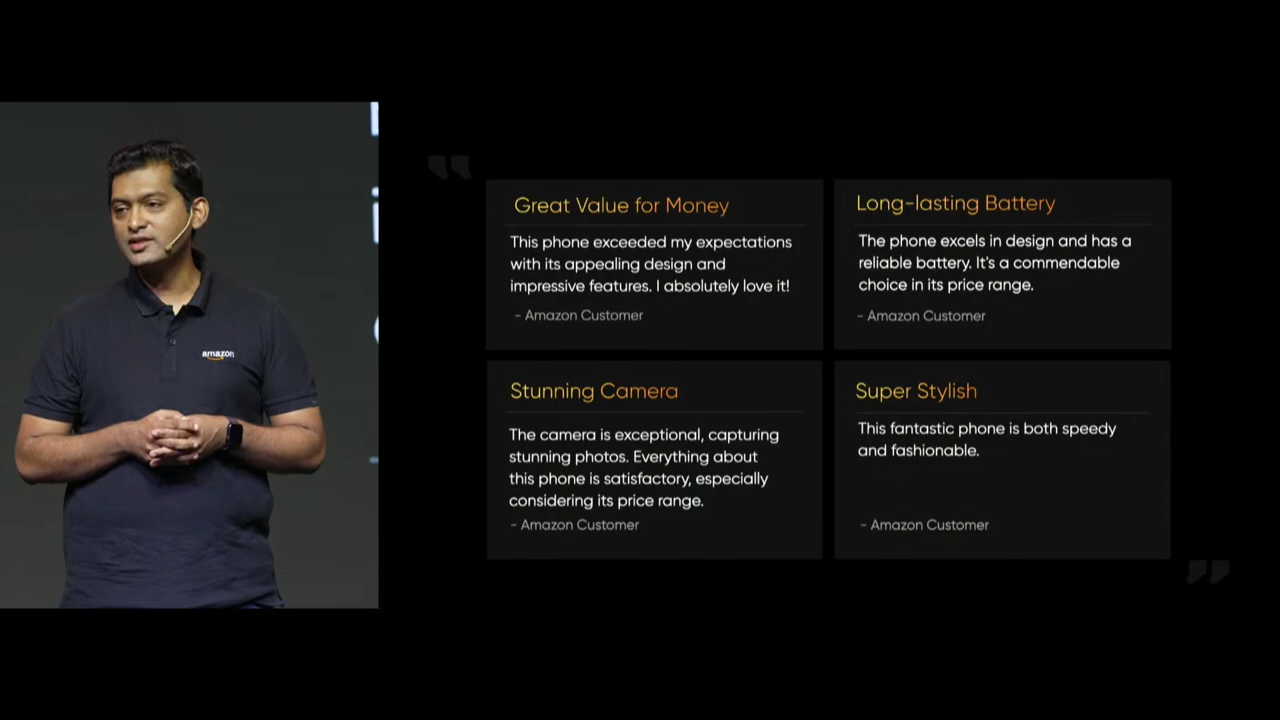 amazon
Great Value for Money
This phone exceeded my expectations
with its appealing design and
impressive features. I absolutely love it!
- Amazon Customer
Long-lasting Battery
The phone excels in design and has a
reliable battery. It's a commendable
choice in its price range.
- Amazon Customer
Stunning Camera
The camera is exceptional, capturing
stunning photos. Everything about
this phone is satisfactory, especially
considering its price range.
- Amazon Customer
Super Stylish
This fantastic phone is both speedy
and fashionable.
- Amazon Customer